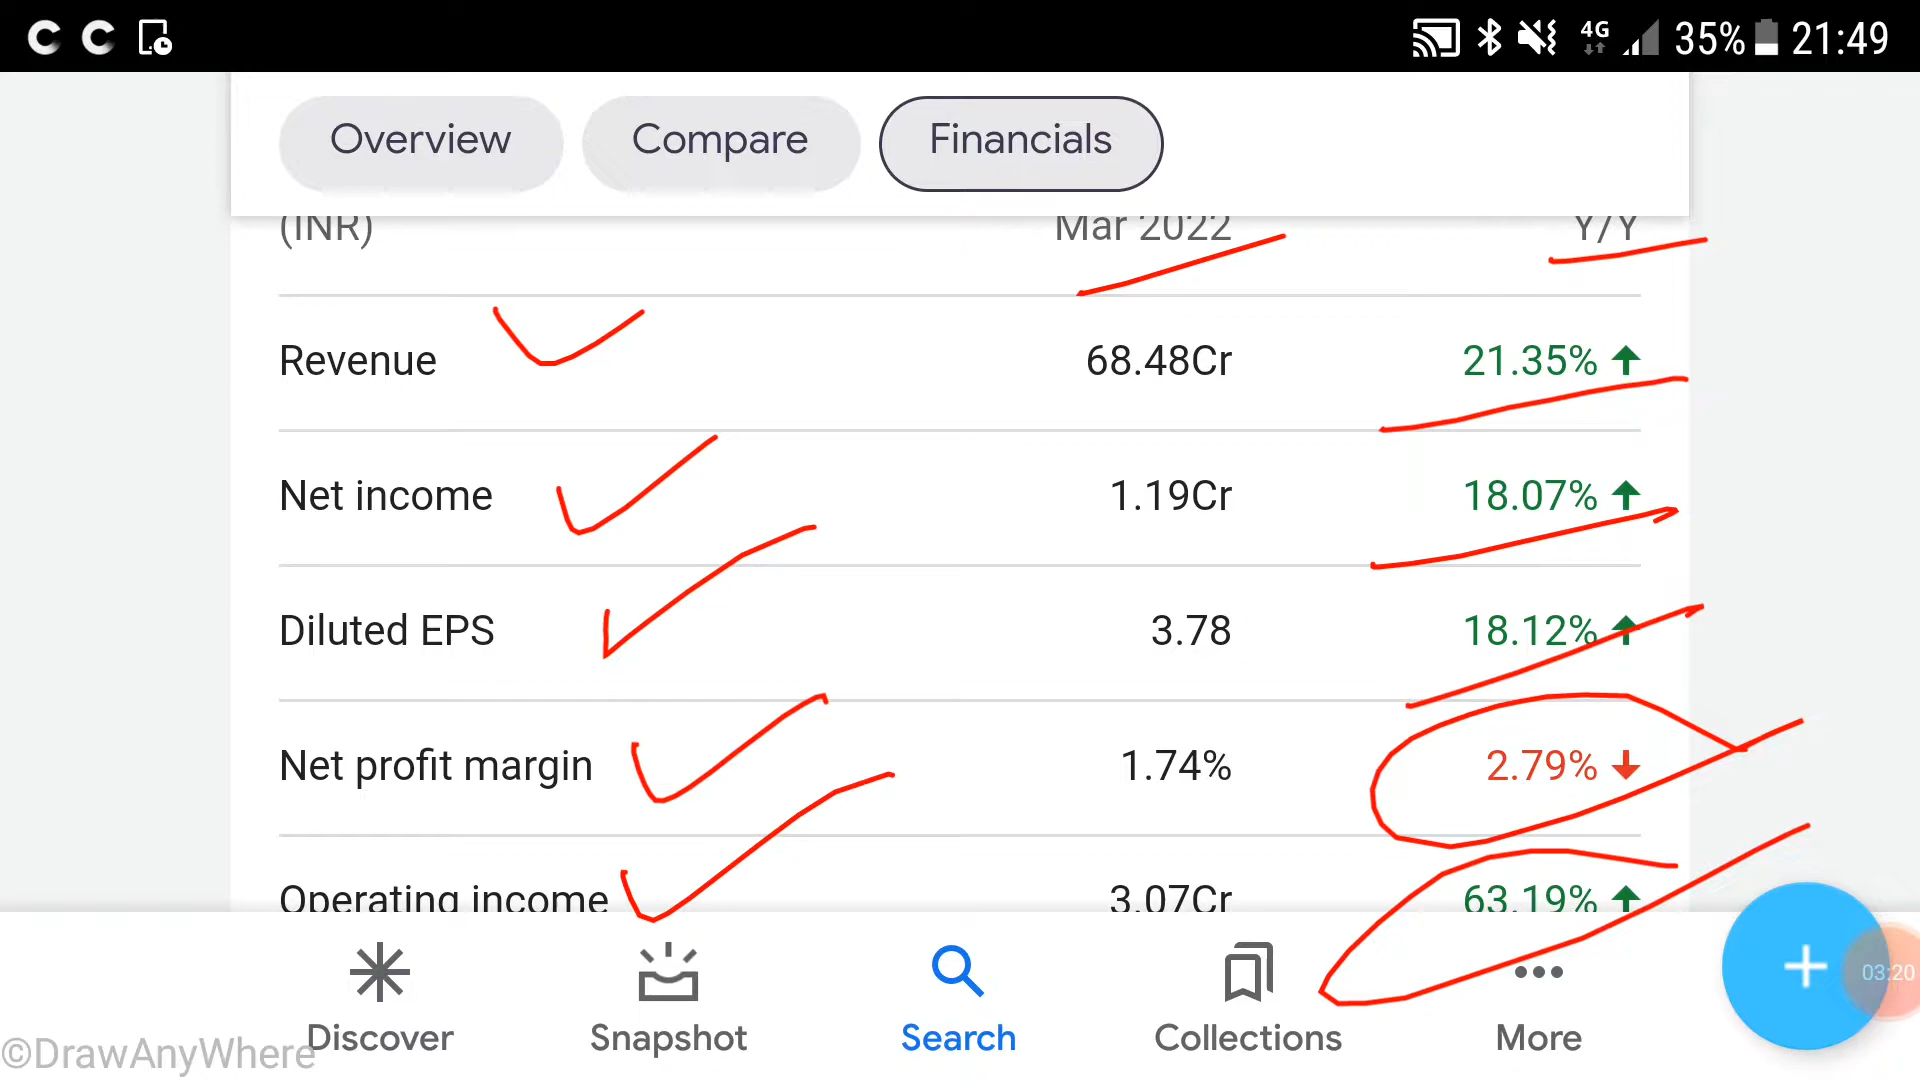 4G 35% 21:49
Overview Compare Financials
(INR) Mar 2022 Y/Y
Revenue 68.48Cr 21.35%
Net income 1.19Cr 18.07%
Diluted EPS 3.78 18.12%
Net profit margin 1.74% 2.79%
Operating income 3.07Cr 63.19%
03:20
Discover Snapshot Search Collections More
©DrawAnyWhere